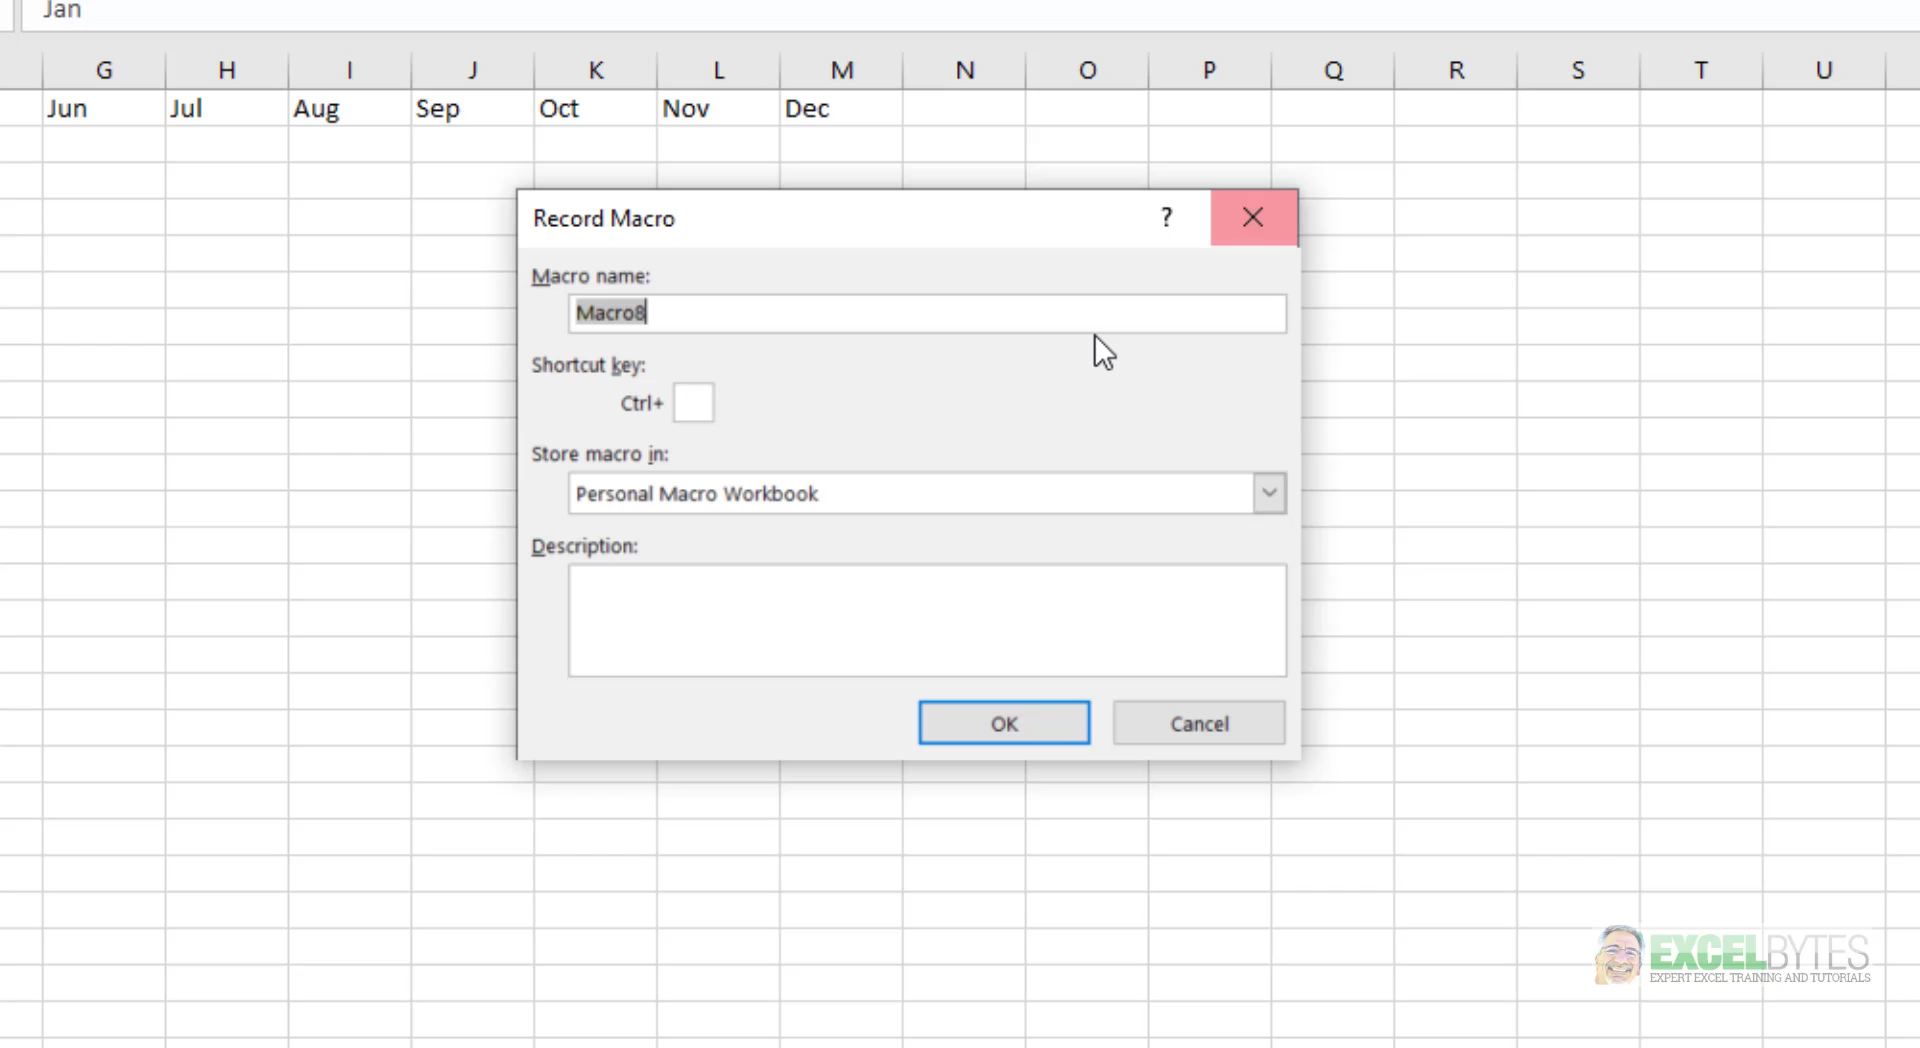 Jan
G H I J K L M N O P Q R S T U
Jun Jul Aug Sep Oct Nov Dec
Record Macro ?
Macro name:
Macro8
Shortcut key:
Ctrl+
Store macro in:
Personal Macro Workbook
Description:
OK Cancel
EXCELBYTES
EXPERT EXCEL TRAINING AND TUTORIALS